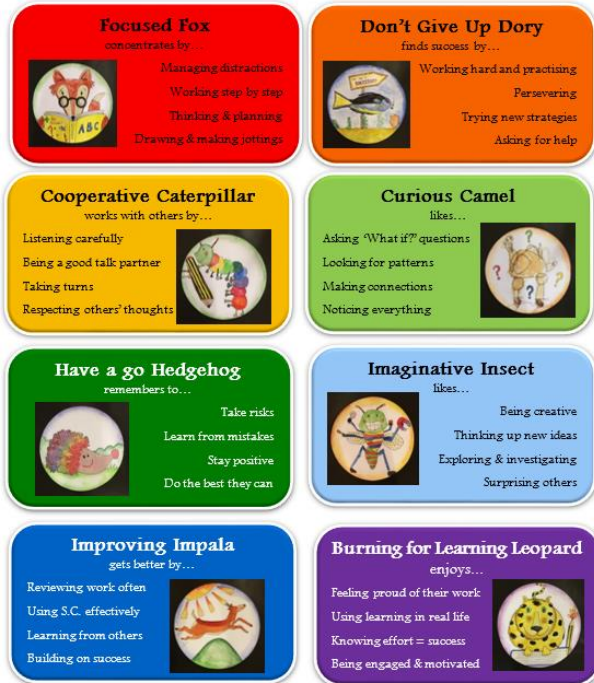 Focused Fox
concentrates by...
Managing distractions
Working step by step
Thinking & planning
Drawing & making jottings
ABC
Don't Give Up Dory
finds success by...
Working hard and practising
Persevering
Trying new strategies
Asking for help
Cooperative Caterpillar
works with others by...
Listening carefully
Being a good talk partner
Taking turns
Respecting others' thoughts
Curious Camel
likes...
Asking 'What if?' questions
Looking for patterns
Making connections
Noticing everything
? ? ? ?
Have a go Hedgehog
remembers to...
Take risks
Learn from mistakes
Stay positive
Do the best they can
Imaginative Insect
likes...
Being creative
Thinking up new ideas
Exploring & investigating
Surprising others
Improving Impala
gets better by...
Reviewing work often
Using S.C. effectively
Learning from others
Building on success
Burning for Learning Leopard
enjoys...
Feeling proud of their work
Using learning in real life
Knowing effort = success
Being engaged & motivated